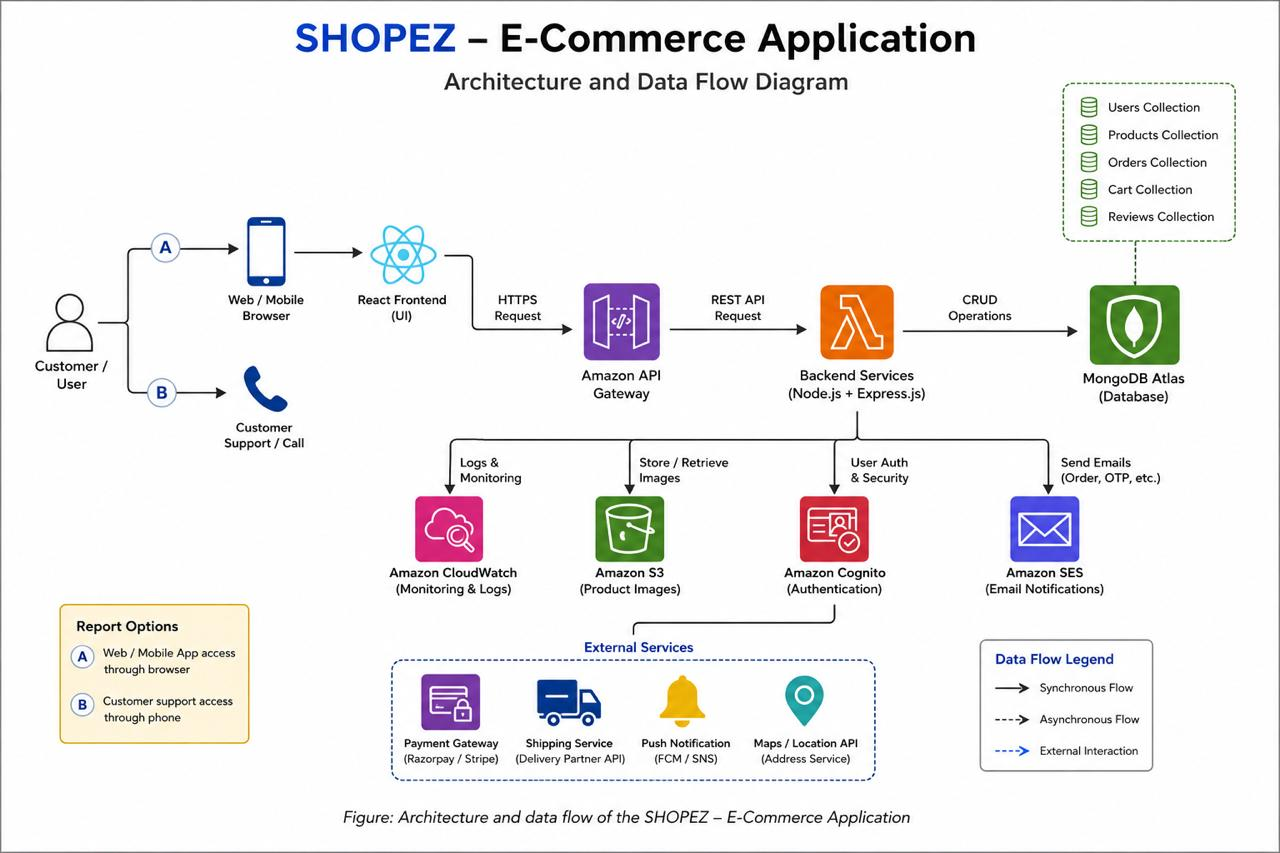 SHOPEZ – E-Commerce Application
Architecture and Data Flow Diagram
Users Collection
Products Collection
Orders Collection
Cart Collection
Reviews Collection
A
Web / Mobile
Browser
React Frontend
(UI)
HTTPS
Request
Amazon API
Gateway
REST API
Request
Backend Services
(Node.js + Express.js)
CRUD
Operations
MongoDB Atlas
(Database)
Customer /
User
B
Customer
Support / Call
Logs &
Monitoring
Store / Retrieve
Images
User Auth
& Security
Send Emails
(Order, OTP, etc.)
Amazon CloudWatch
(Monitoring & Logs)
Amazon S3
(Product Images)
Amazon Cognito
(Authentication)
Amazon SES
(Email Notifications)
Report Options
A Web / Mobile App access
through browser
B Customer support access
through phone
External Services
Payment Gateway
(Razorpay / Stripe)
Shipping Service
(Delivery Partner API)
Push Notification
(FCM / SNS)
Maps / Location API
(Address Service)
Data Flow Legend
Synchronous Flow
Asynchronous Flow
External Interaction
Figure: Architecture and data flow of the SHOPEZ – E-Commerce Application